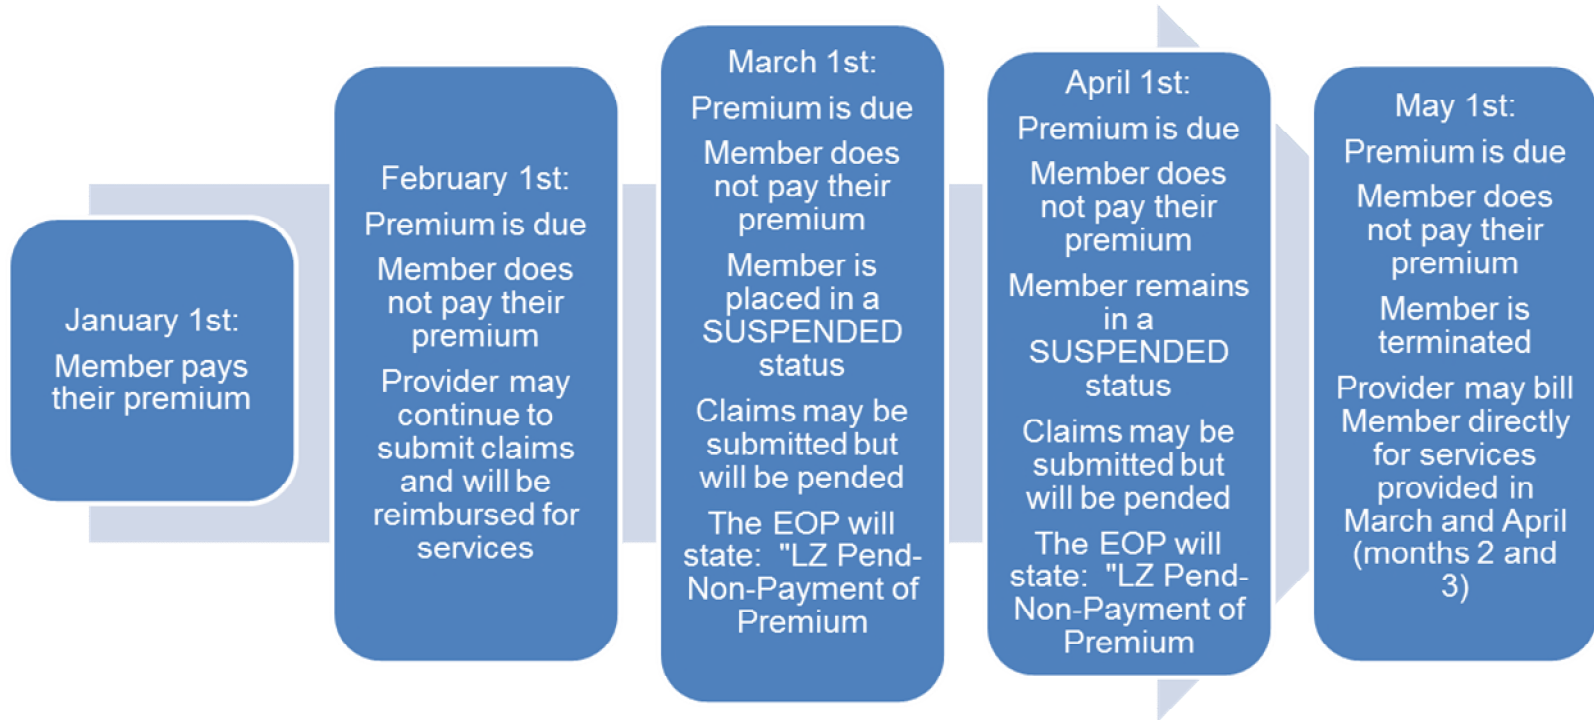 January 1st:
Member pays
their premium
February 1st:
Premium is due
Member does
not pay their
premium
Provider may
continue to
submit claims
and will be
reimbursed for
services
March 1st:
Premium is due
Member does
not pay their
premium
Member is
placed in a
SUSPENDED
status
Claims may be
submitted but
will be pended
The EOP will
state:  "LZ Pend-
Non-Payment of
Premium
April 1st:
Premium is due
Member does
not pay their
premium
Member remains
in a
SUSPENDED
status
Claims may be
submitted but
will be pended
The EOP will
state:  "LZ Pend-
Non-Payment of
Premium
May 1st:
Premium is due
Member does
not pay their
premium
Member is
terminated
Provider may bill
Member directly
for services
provided in
March and April
(months 2 and
3)